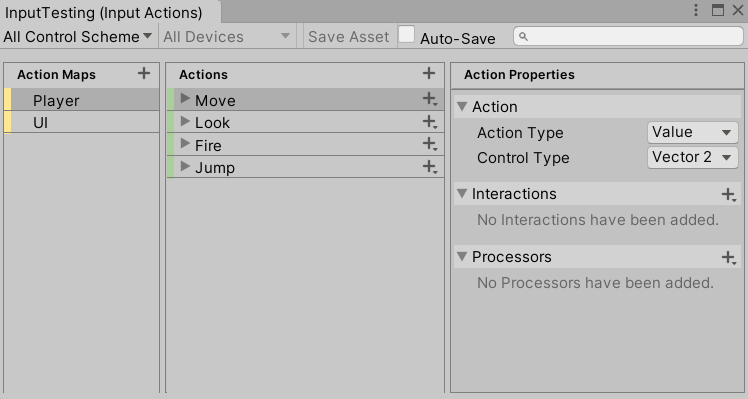 InputTesting (Input Actions)
All Control Scheme All Devices Save Asset Auto-Save
Action Maps
Player
UI
Actions
Move
Look
Fire
Jump
Action Properties
Action
Action Type Value
Control Type Vector 2
Interactions
No Interactions have been added.
Processors
No Processors have been added.